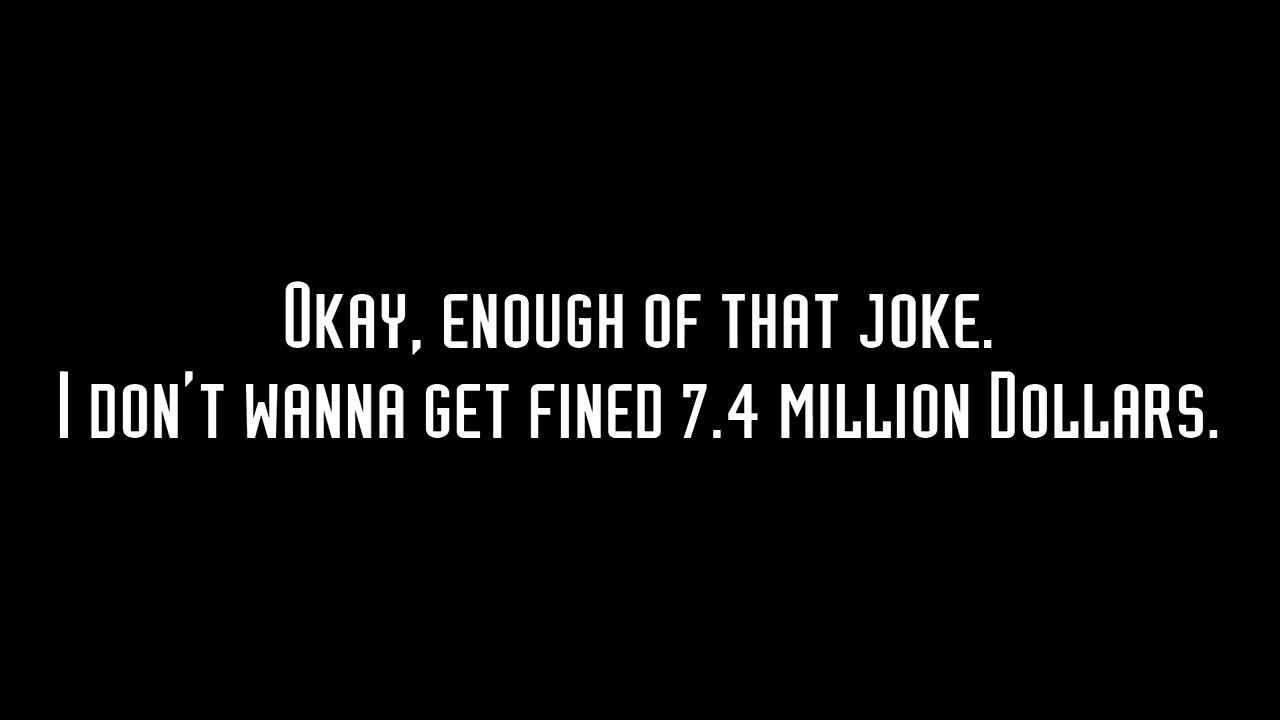 Okay, enough of that joke.
I don't wanna get fined 7.4 million Dollars.